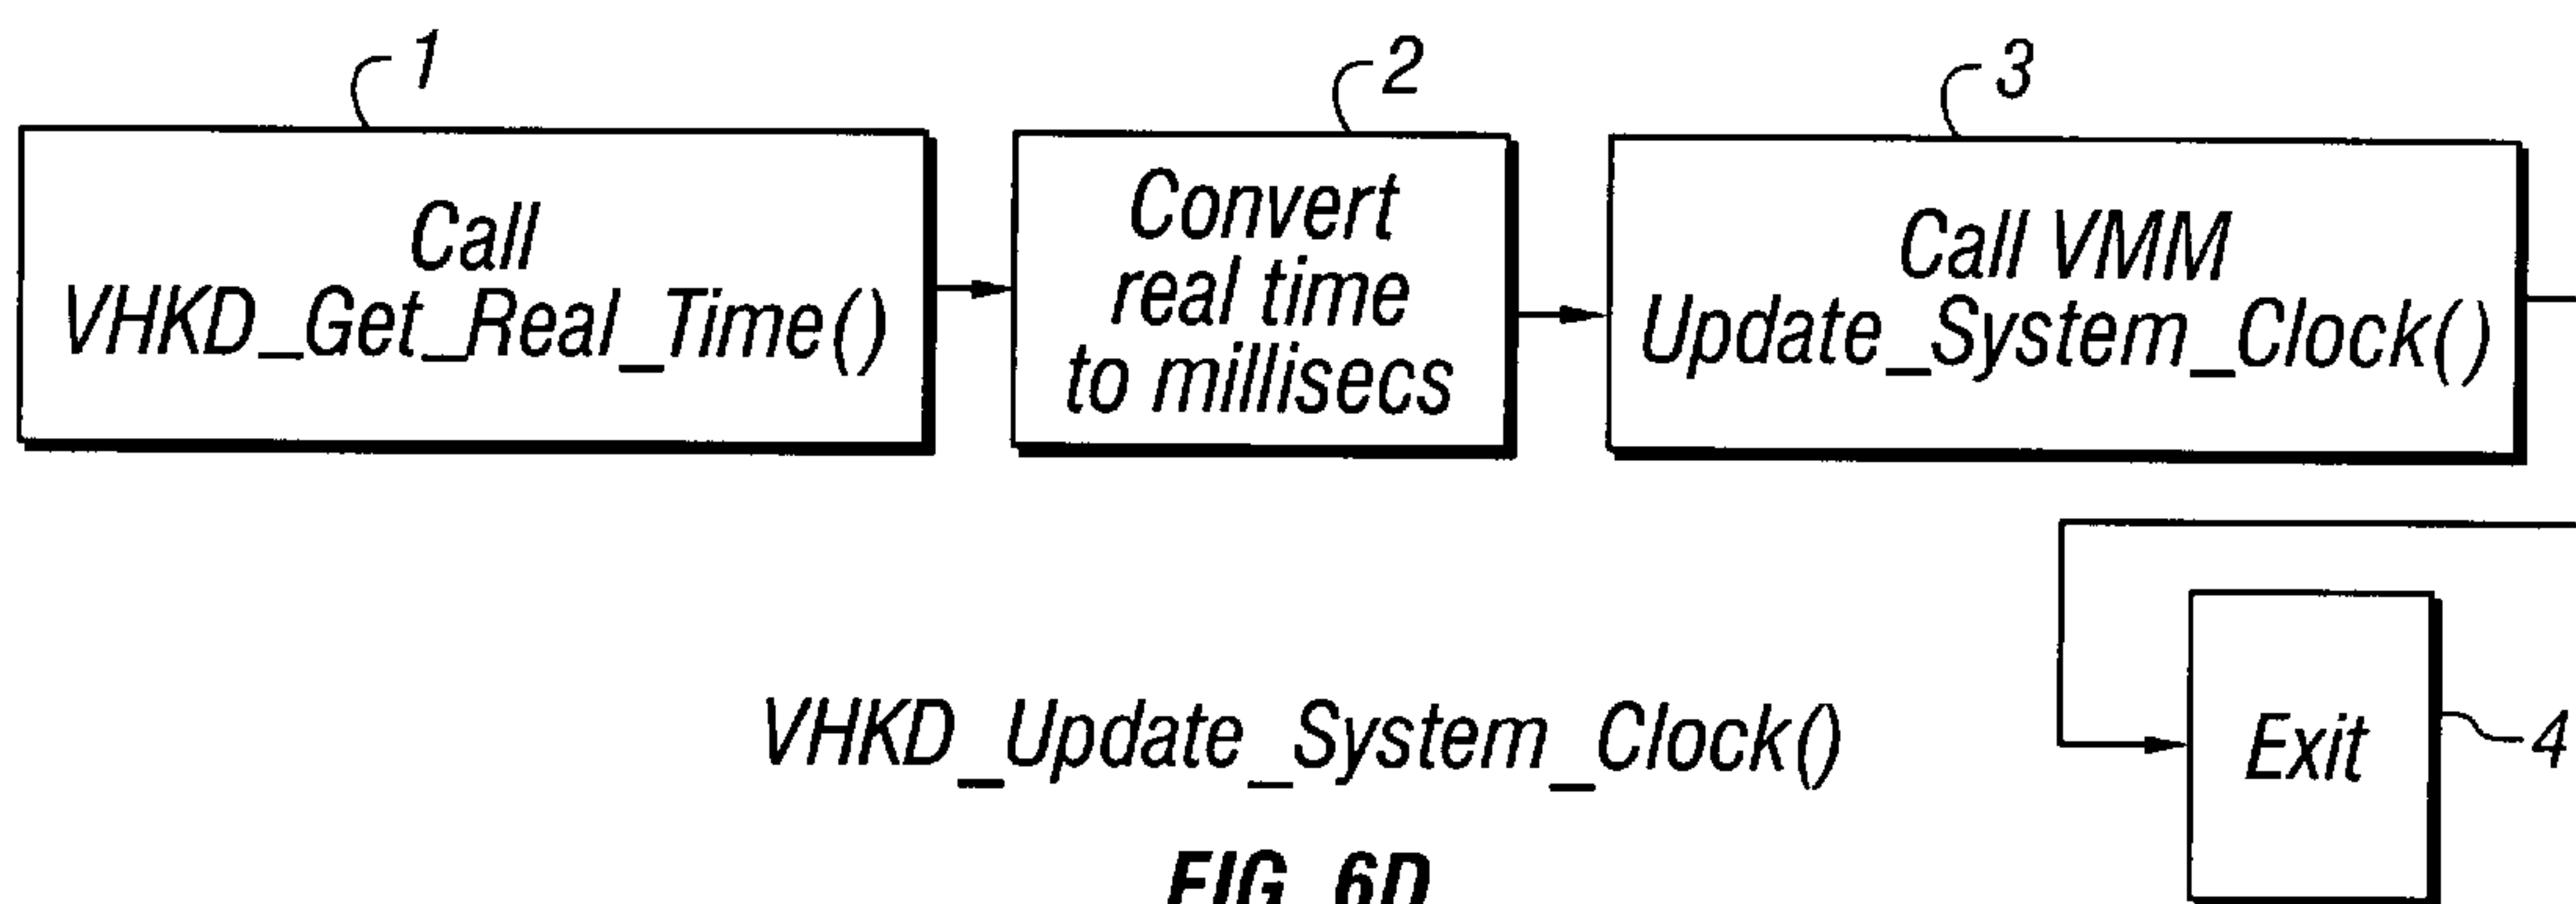 1
Call
VHKD_Get_Real_Time()
2
Convert
real time
to millisecs
3
Call VMM
Update_System_Clock()
Exit
4
VHKD_Update_System_Clock()
FIG. 6D